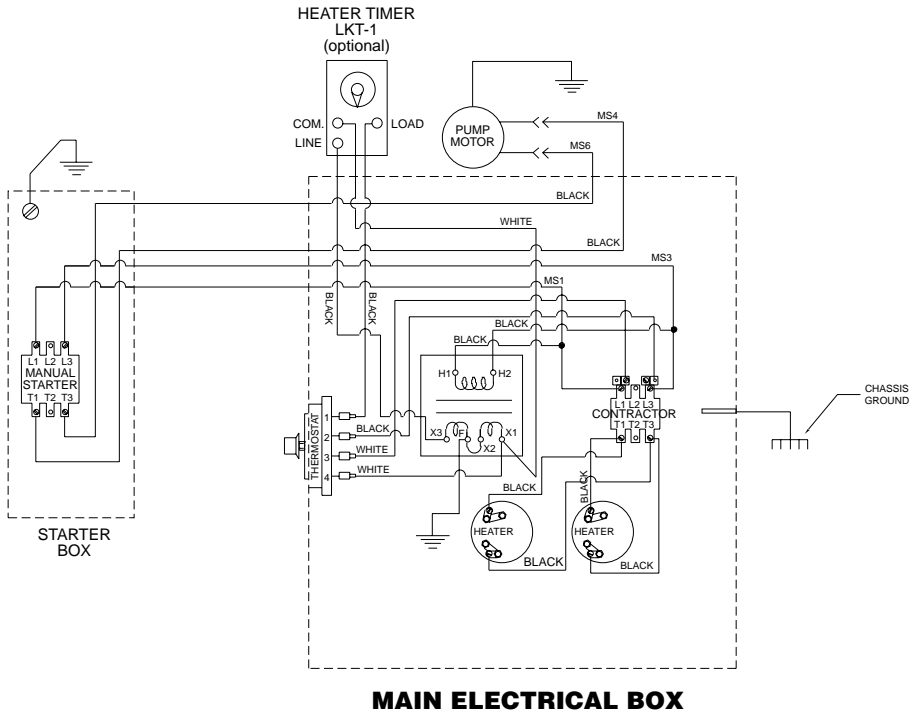 HEATER TIMER
LKT-1
(optional)
COM.
LOAD
LINE
PUMP
MOTOR
MS4
MS6
BLACK
WHITE
BLACK
MS3
MS1
BLACK
BLACK
BLACK
BLACK
L1 L2 L3
MANUAL
STARTER
T1 T2 T3
H1
H2
L1 L2 L3
CONTRACTOR
T1 T2 T3
CHASSIS
GROUND
THERMOSTAT
1
2
3
4
BLACK
WHITE
WHITE
X3
F
X2
X1
BLACK
BLACK
HEATER
HEATER
BLACK
BLACK
STARTER
BOX
MAIN ELECTRICAL BOX